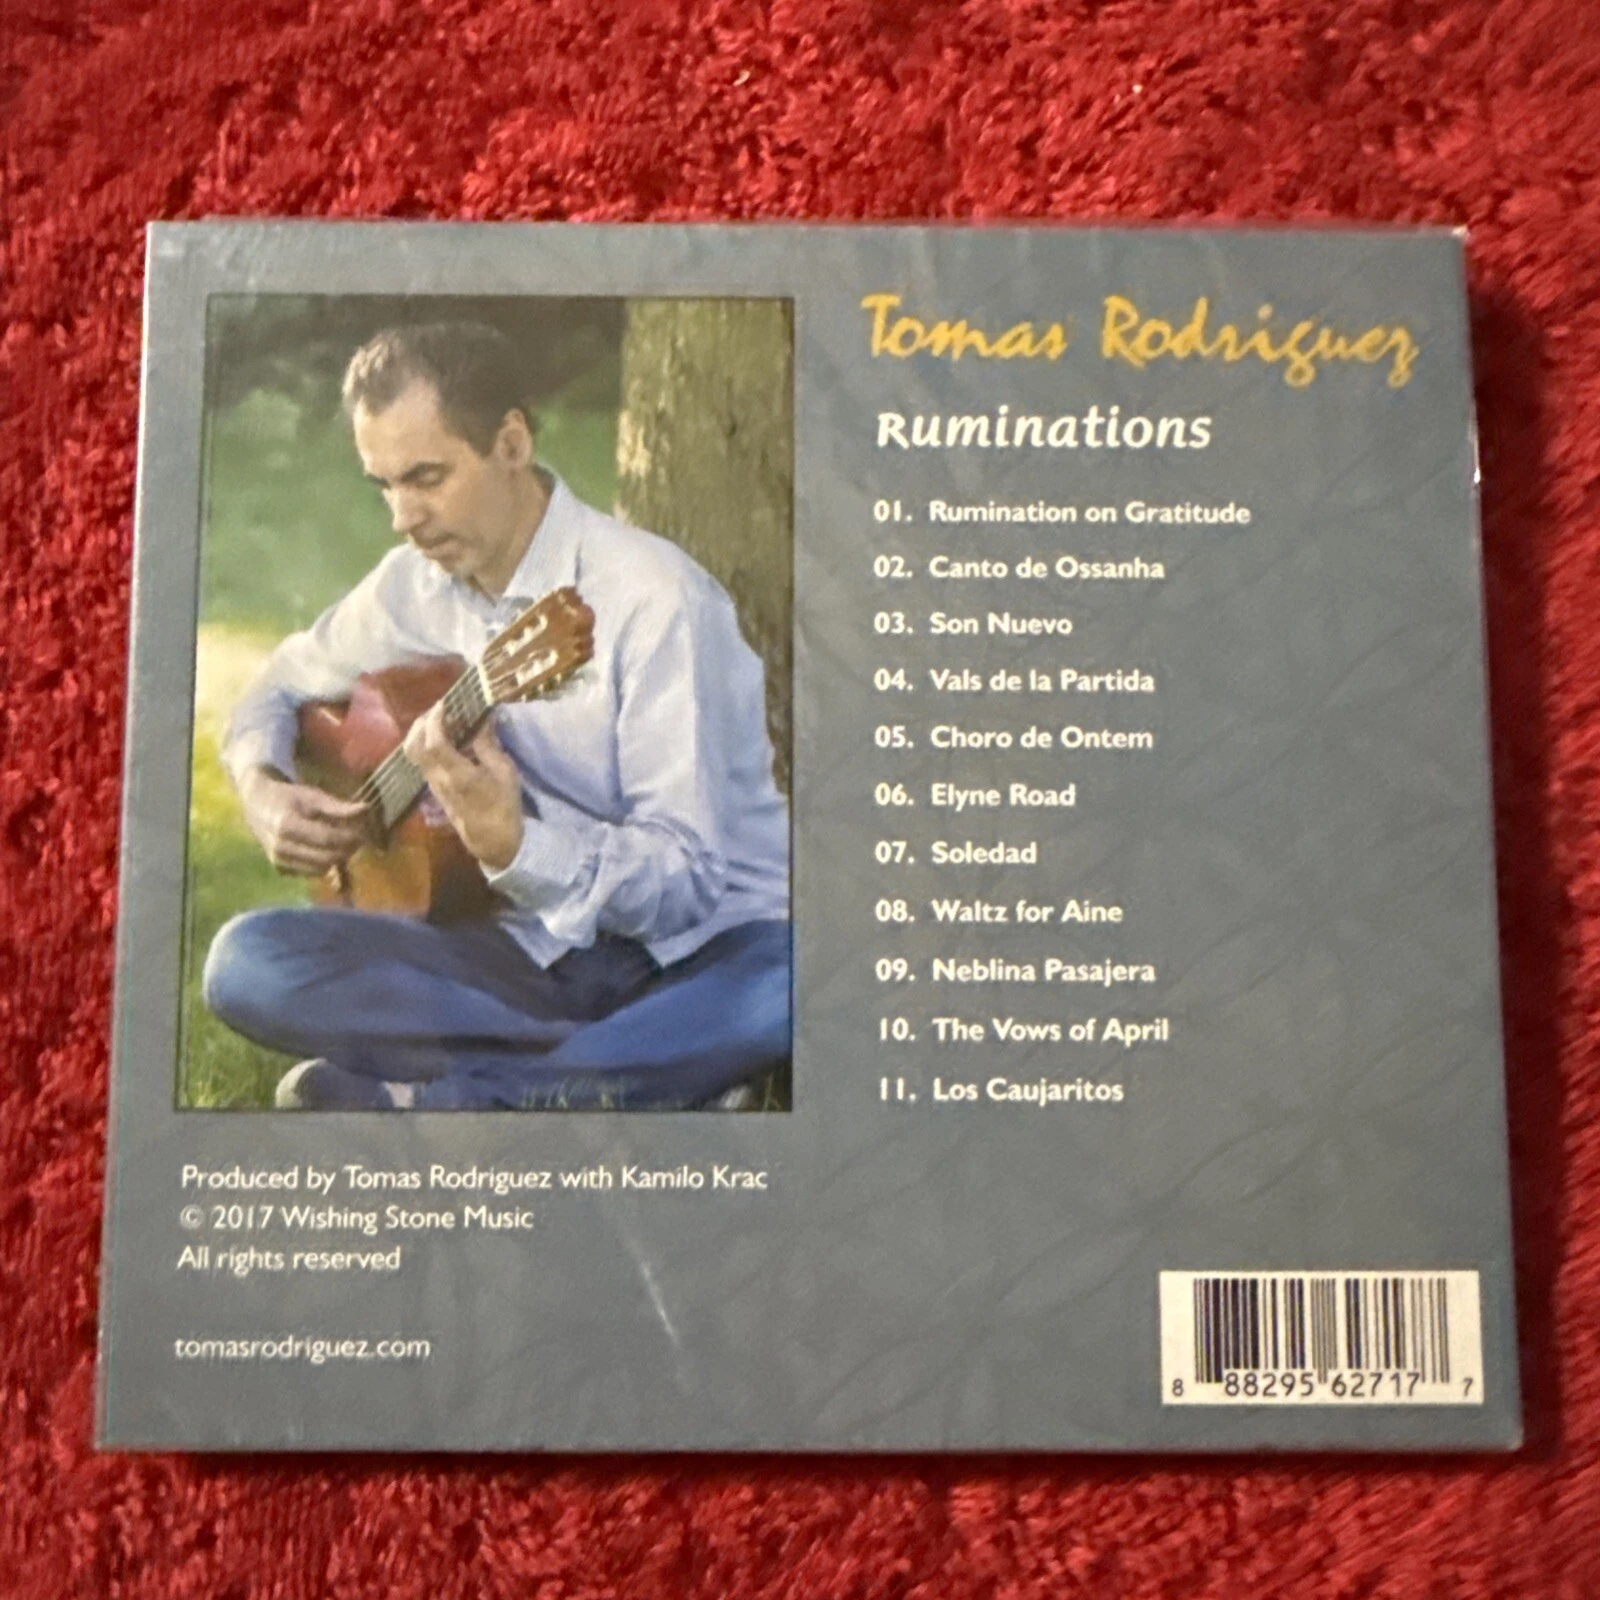 Tomas Rodriguez
Ruminations
01. Rumination on Gratitude
02. Canto de Ossanha
03. Son Nuevo
04. Vals de la Partida
05. Choro de Ontem
06. Elyne Road
07. Soledad
08. Waltz for Aine
09. Neblina Pasajera
10. The Vows of April
11. Los Caujaritos
Produced by Tomas Rodriguez with Kamilo Krac
© 2017 Wishing Stone Music
All rights reserved
tomasrodriguez.com
8 88295 62717 7